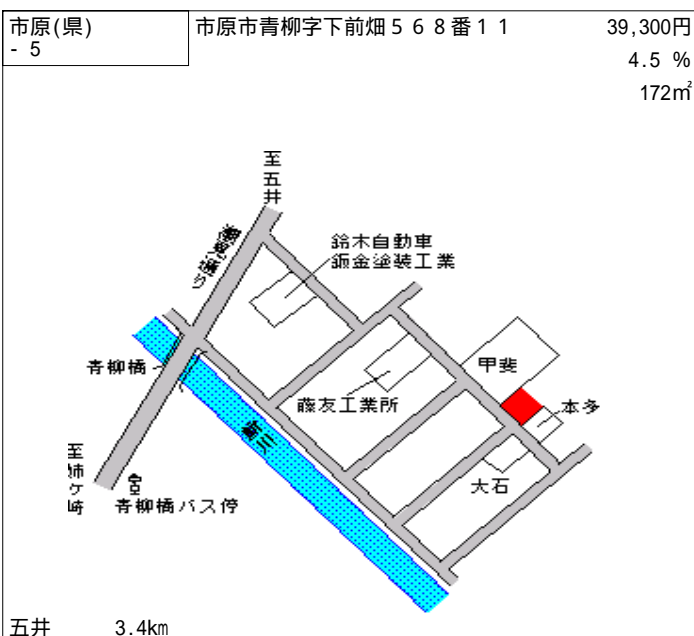 市原(県)
- 5
市原市青柳字下前畑568番11
39,300円
4.5 %
172㎡
至五井
鈴木自動車
鈑金塗装工業
青柳橋
藤友工業所
甲斐
本多
大石
至姉ケ崎
青柳橋バス停
五井 3.4km